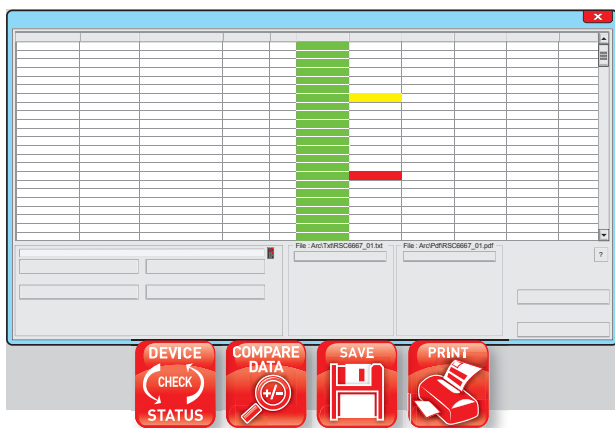 File : Arc\Txt\RSC6667_01.txt
File : Arc\Pdf\RSC6667_01.pdf
?
DEVICE
CHECK
STATUS
COMPARE
DATA
+/-
SAVE
PRINT